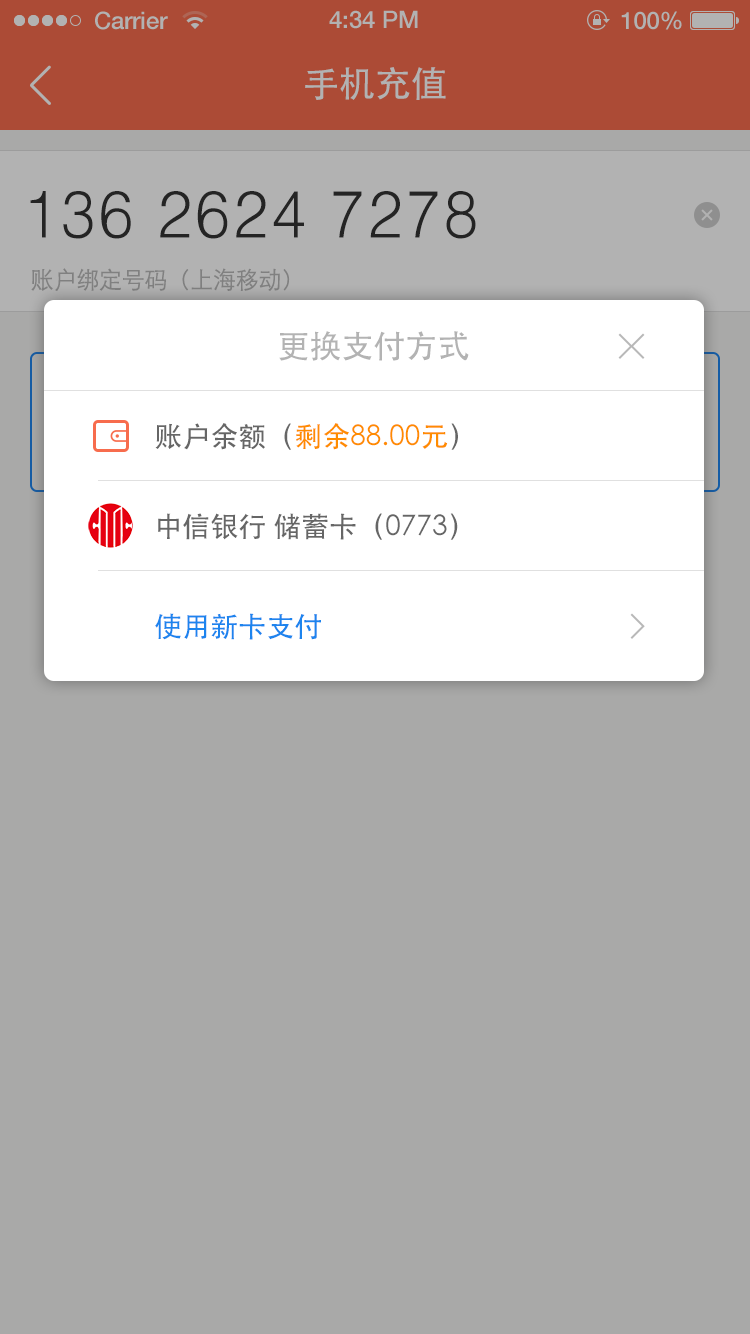 Carrier 4:34 PM 100%
手机充值
136 2624 7278
账户绑定号码（上海移动）
更换支付方式
账户余额（剩余88.00元）
中信银行 储蓄卡（0773）
使用新卡支付